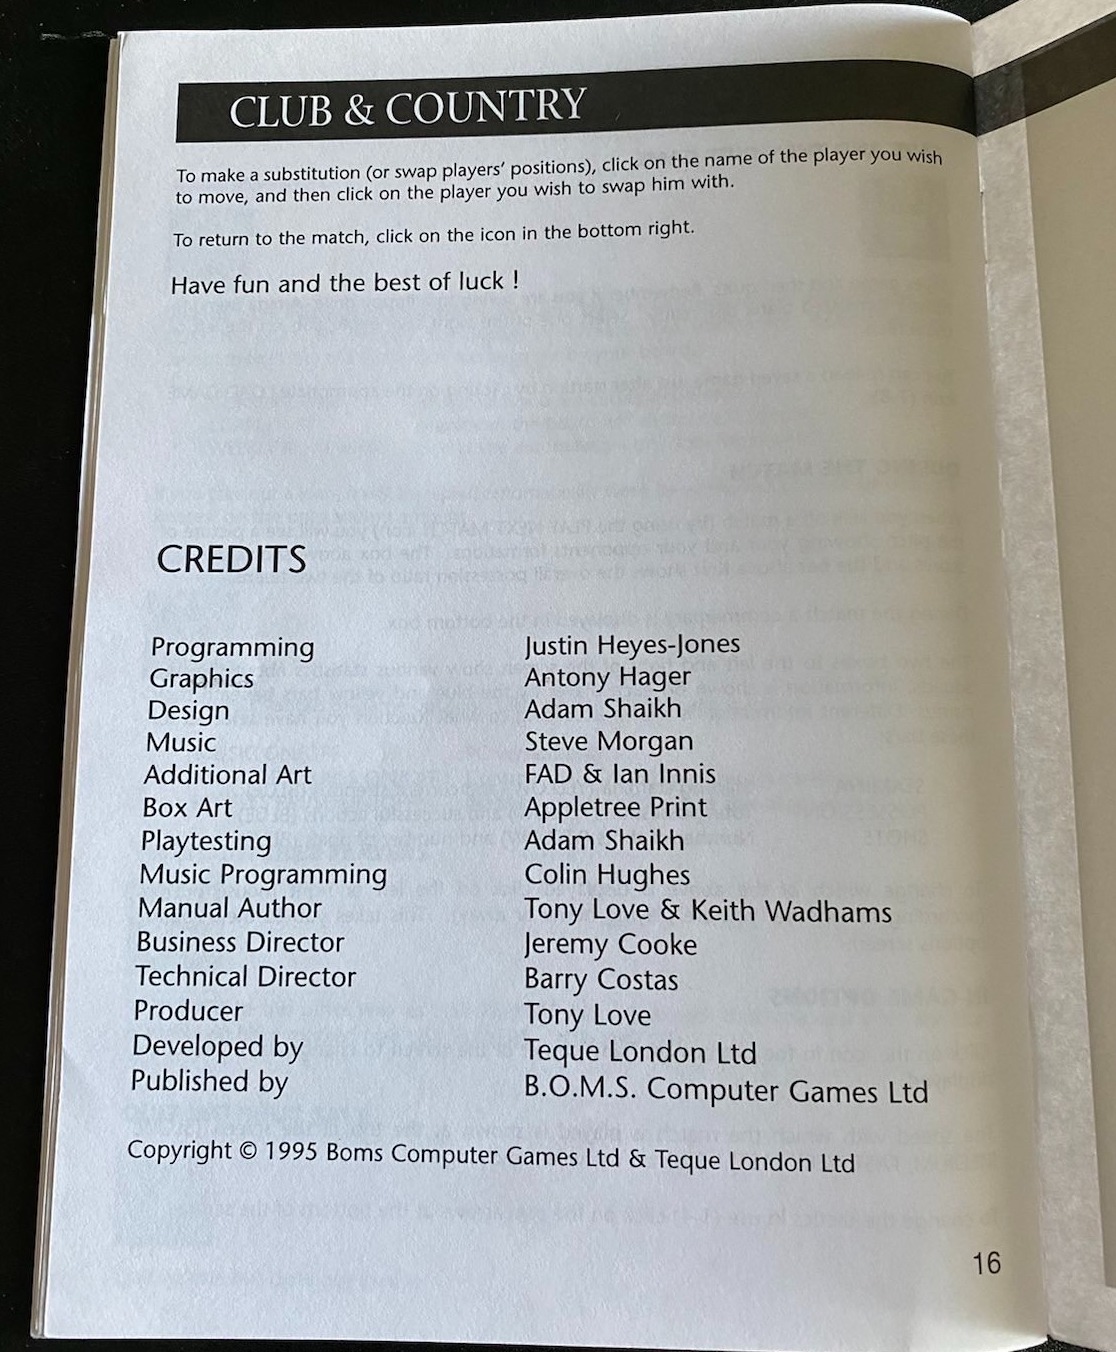 CLUB & COUNTRY
To make a substitution (or swap players' positions), click on the name of the player you wish
to move, and then click on the player you wish to swap him with.
To return to the match, click on the icon in the bottom right.
Have fun and the best of luck !
CREDITS
Programming Justin Heyes-Jones
Graphics Antony Hager
Design Adam Shaikh
Music Steve Morgan
Additional Art FAD & Ian Innis
Box Art Appletree Print
Playtesting Adam Shaikh
Music Programming Colin Hughes
Manual Author Tony Love & Keith Wadhams
Business Director Jeremy Cooke
Technical Director Barry Costas
Producer Tony Love
Developed by Teque London Ltd
Published by B.O.M.S. Computer Games Ltd
Copyright © 1995 Boms Computer Games Ltd & Teque London Ltd
16